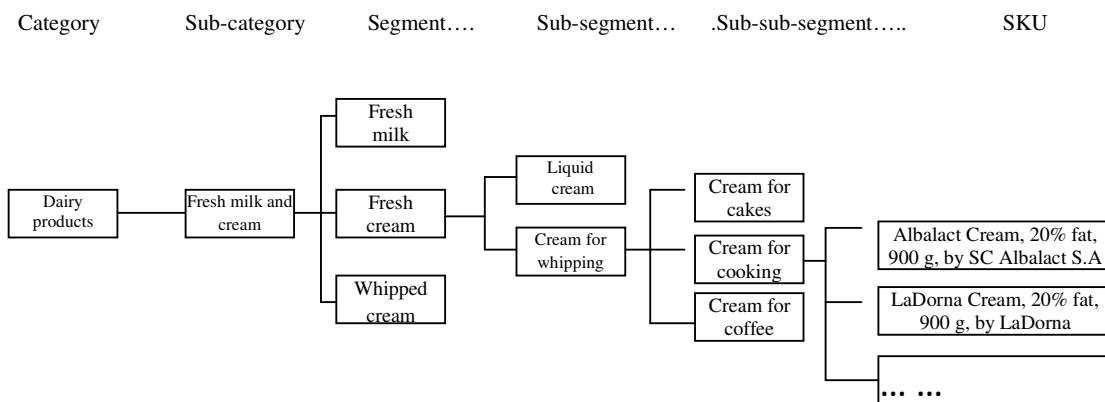 Category Sub-category Segment…. Sub-segment… .Sub-sub-segment….. SKU
Fresh
milk
Liquid
cream
Dairy
products
Fresh milk and
cream
Fresh
cream
Cream for
cakes
Cream for
whipping
Cream for
cooking
Albalact Cream, 20% fat,
900 g, by SC Albalact S.A
Whipped
cream
Cream for
coffee
LaDorna Cream, 20% fat,
900 g, by LaDorna
… …